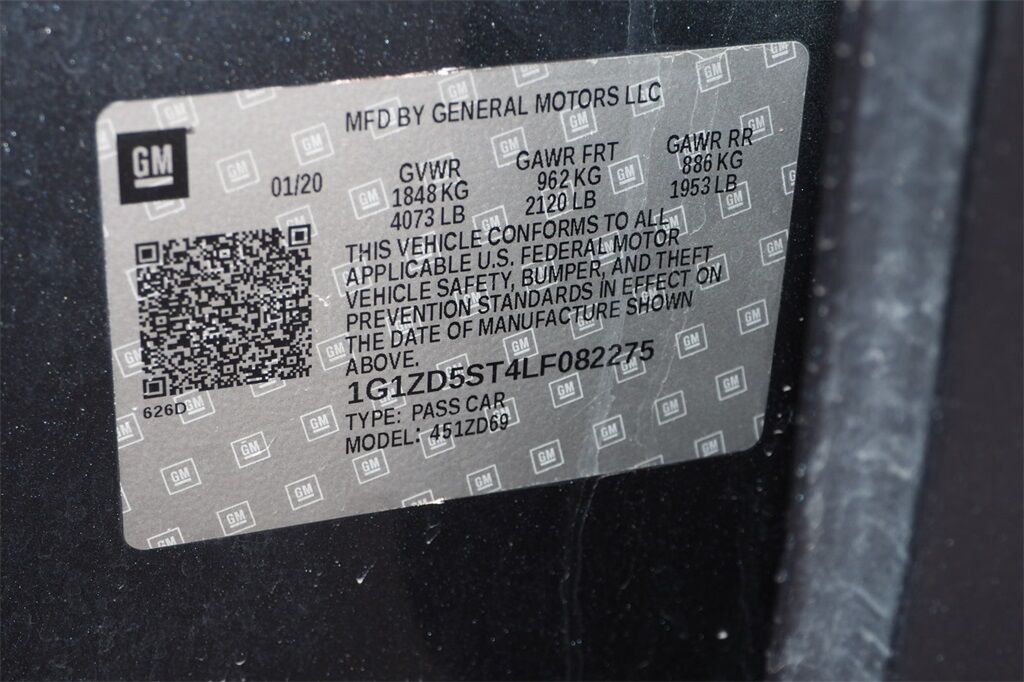 MFD BY GENERAL MOTORS LLC
GM
01/20
GVWR
1848 KG
4073 LB
GAWR FRT
962 KG
2120 LB
GAWR RR
886 KG
1953 LB
THIS VEHICLE CONFORMS TO ALL
APPLICABLE U.S. FEDERAL MOTOR
VEHICLE SAFETY, BUMPER, AND THEFT
PREVENTION STANDARDS IN EFFECT ON
THE DATE OF MANUFACTURE SHOWN
ABOVE.
1G1ZD5ST4LF082275
626D
TYPE: PASS CAR
MODEL: 451ZD69